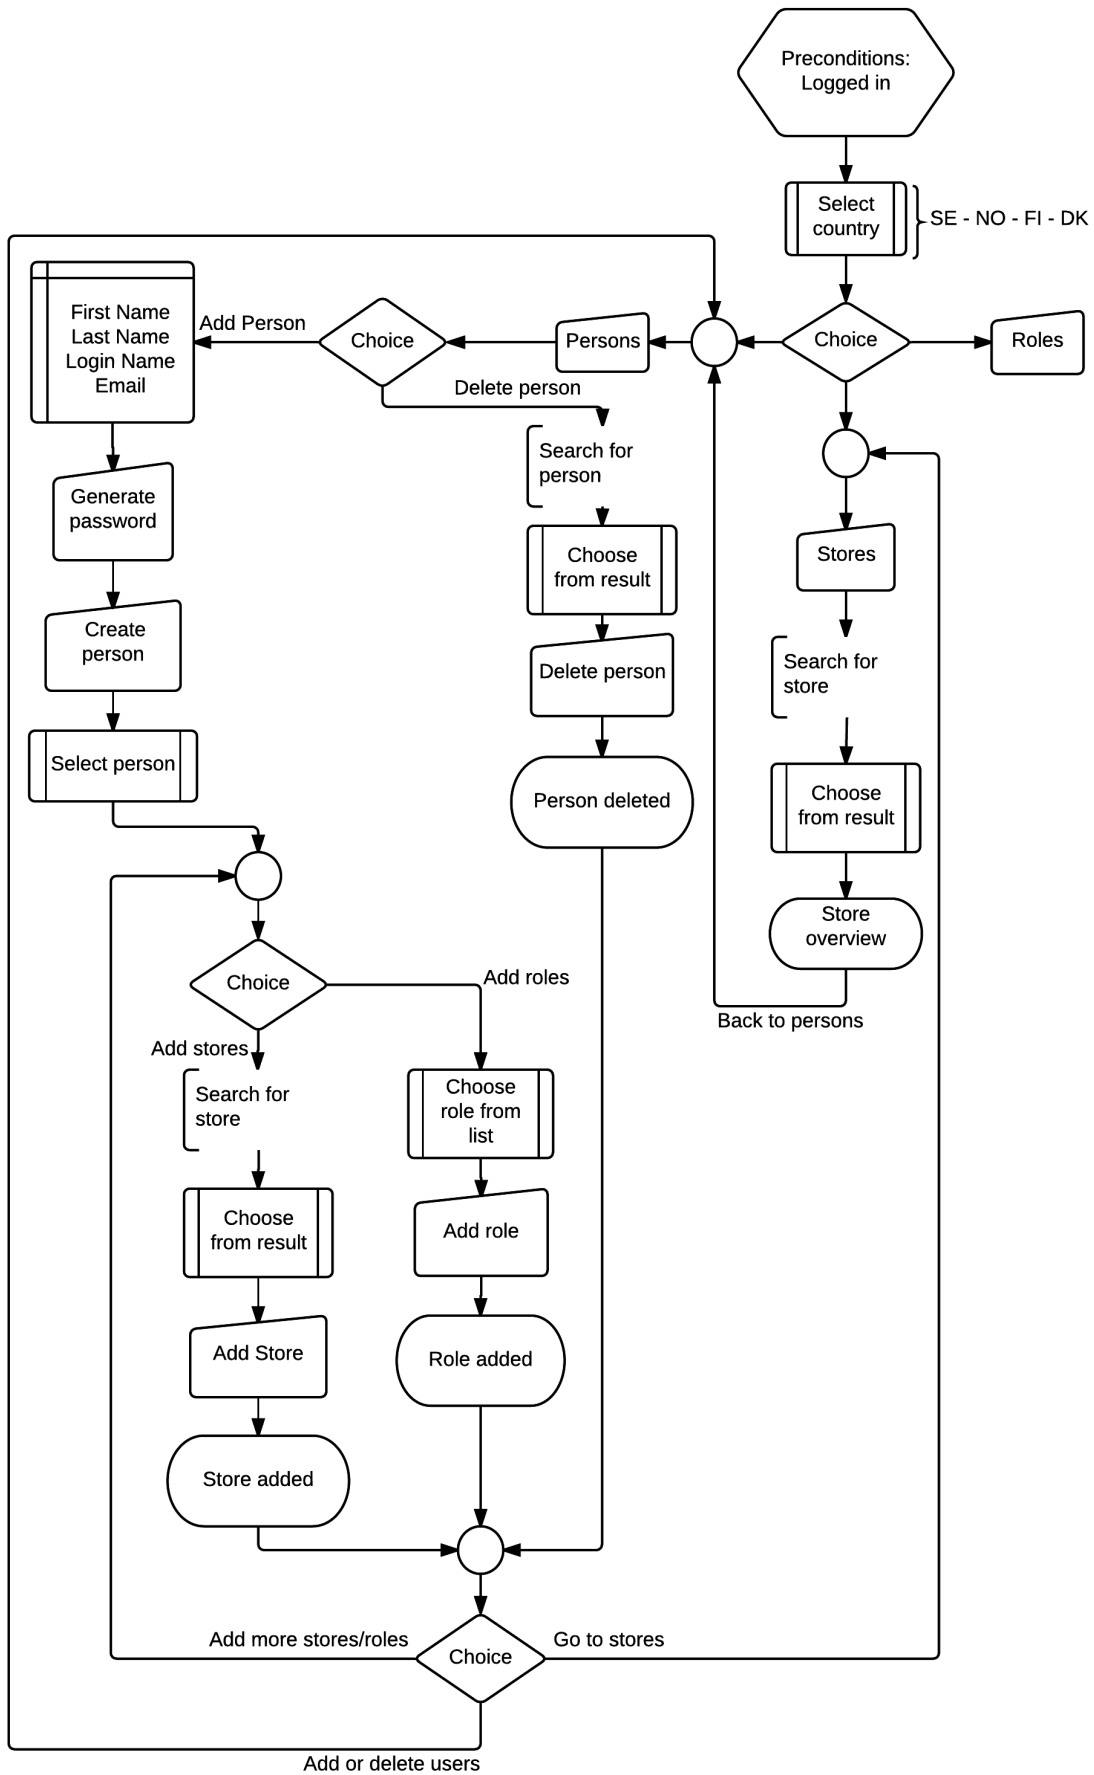 Preconditions:
Logged in
Select
country
SE - NO - FI - DK
Choice
Roles
Persons
Choice
Add Person
First Name
Last Name
Login Name
Email
Delete person
Search for
person
Choose
from result
Delete person
Person deleted
Generate
password
Create
person
Select person
Stores
Search for
store
Choose
from result
Store
overview
Back to persons
Choice
Add roles
Add stores
Search for
store
Choose
from result
Add Store
Store added
Choose
role from
list
Add role
Role added
Choice
Add more stores/roles
Go to stores
Add or delete users